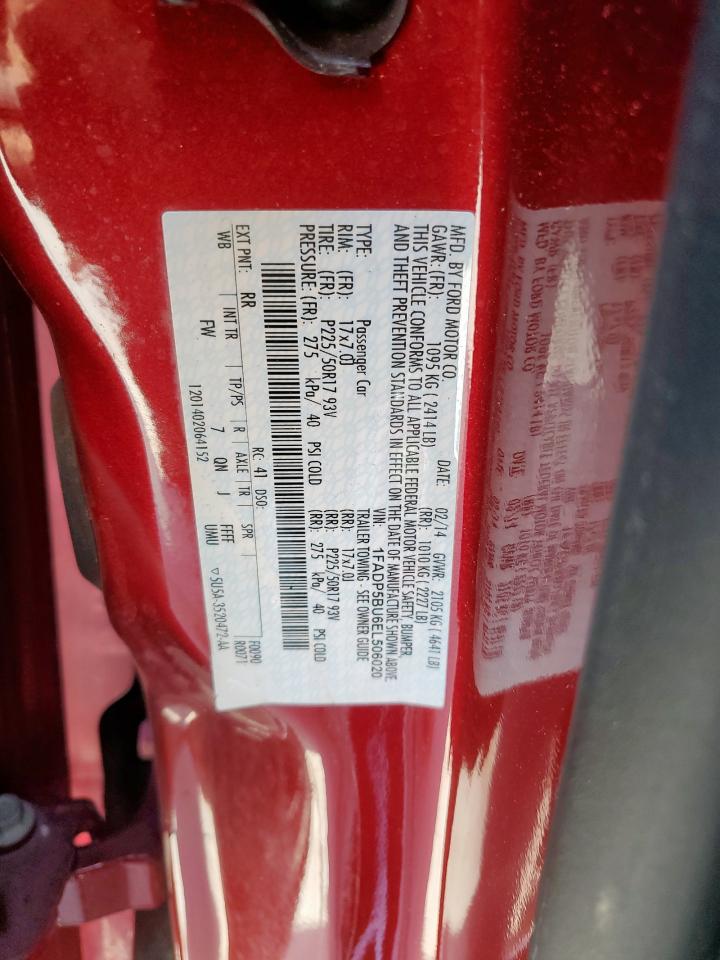 MFD. BY FORD MOTOR CO. DATE: 02/14 GVWR: 2105 KG ( 4641 LB)
GAWR: (FR): 1095 KG ( 2414 LB) (RR): 1010 KG ( 2227 LB)
THIS VEHICLE CONFORMS TO ALL APPLICABLE FEDERAL MOTOR VEHICLE SAFETY, BUMPER,
AND THEFT PREVENTION STANDARDS IN EFFECT ON THE DATE OF MANUFACTURE SHOWN ABOVE.
VIN: 1FADP5BU6EL506020
TYPE: Passenger Car TRAILER TOWING - SEE OWNER GUIDE
RIM: (FR): 17x7.0J (RR): 17x7.0J
TIRE: (FR): P225/50R17 93V (RR): P225/50R17 93V
PRESSURE: (FR): 275 kPa/ 40 PSI COLD (RR): 275 kPa/ 40 PSI COLD
F0090
EXT PNT: RR RC: 41 DSO: R0071
WB INT TR TP/PS R AXLE TR SPR
FW 7 QN J FFFF
UMU
1201402064152 ▽ 5U5A-3520472-AA